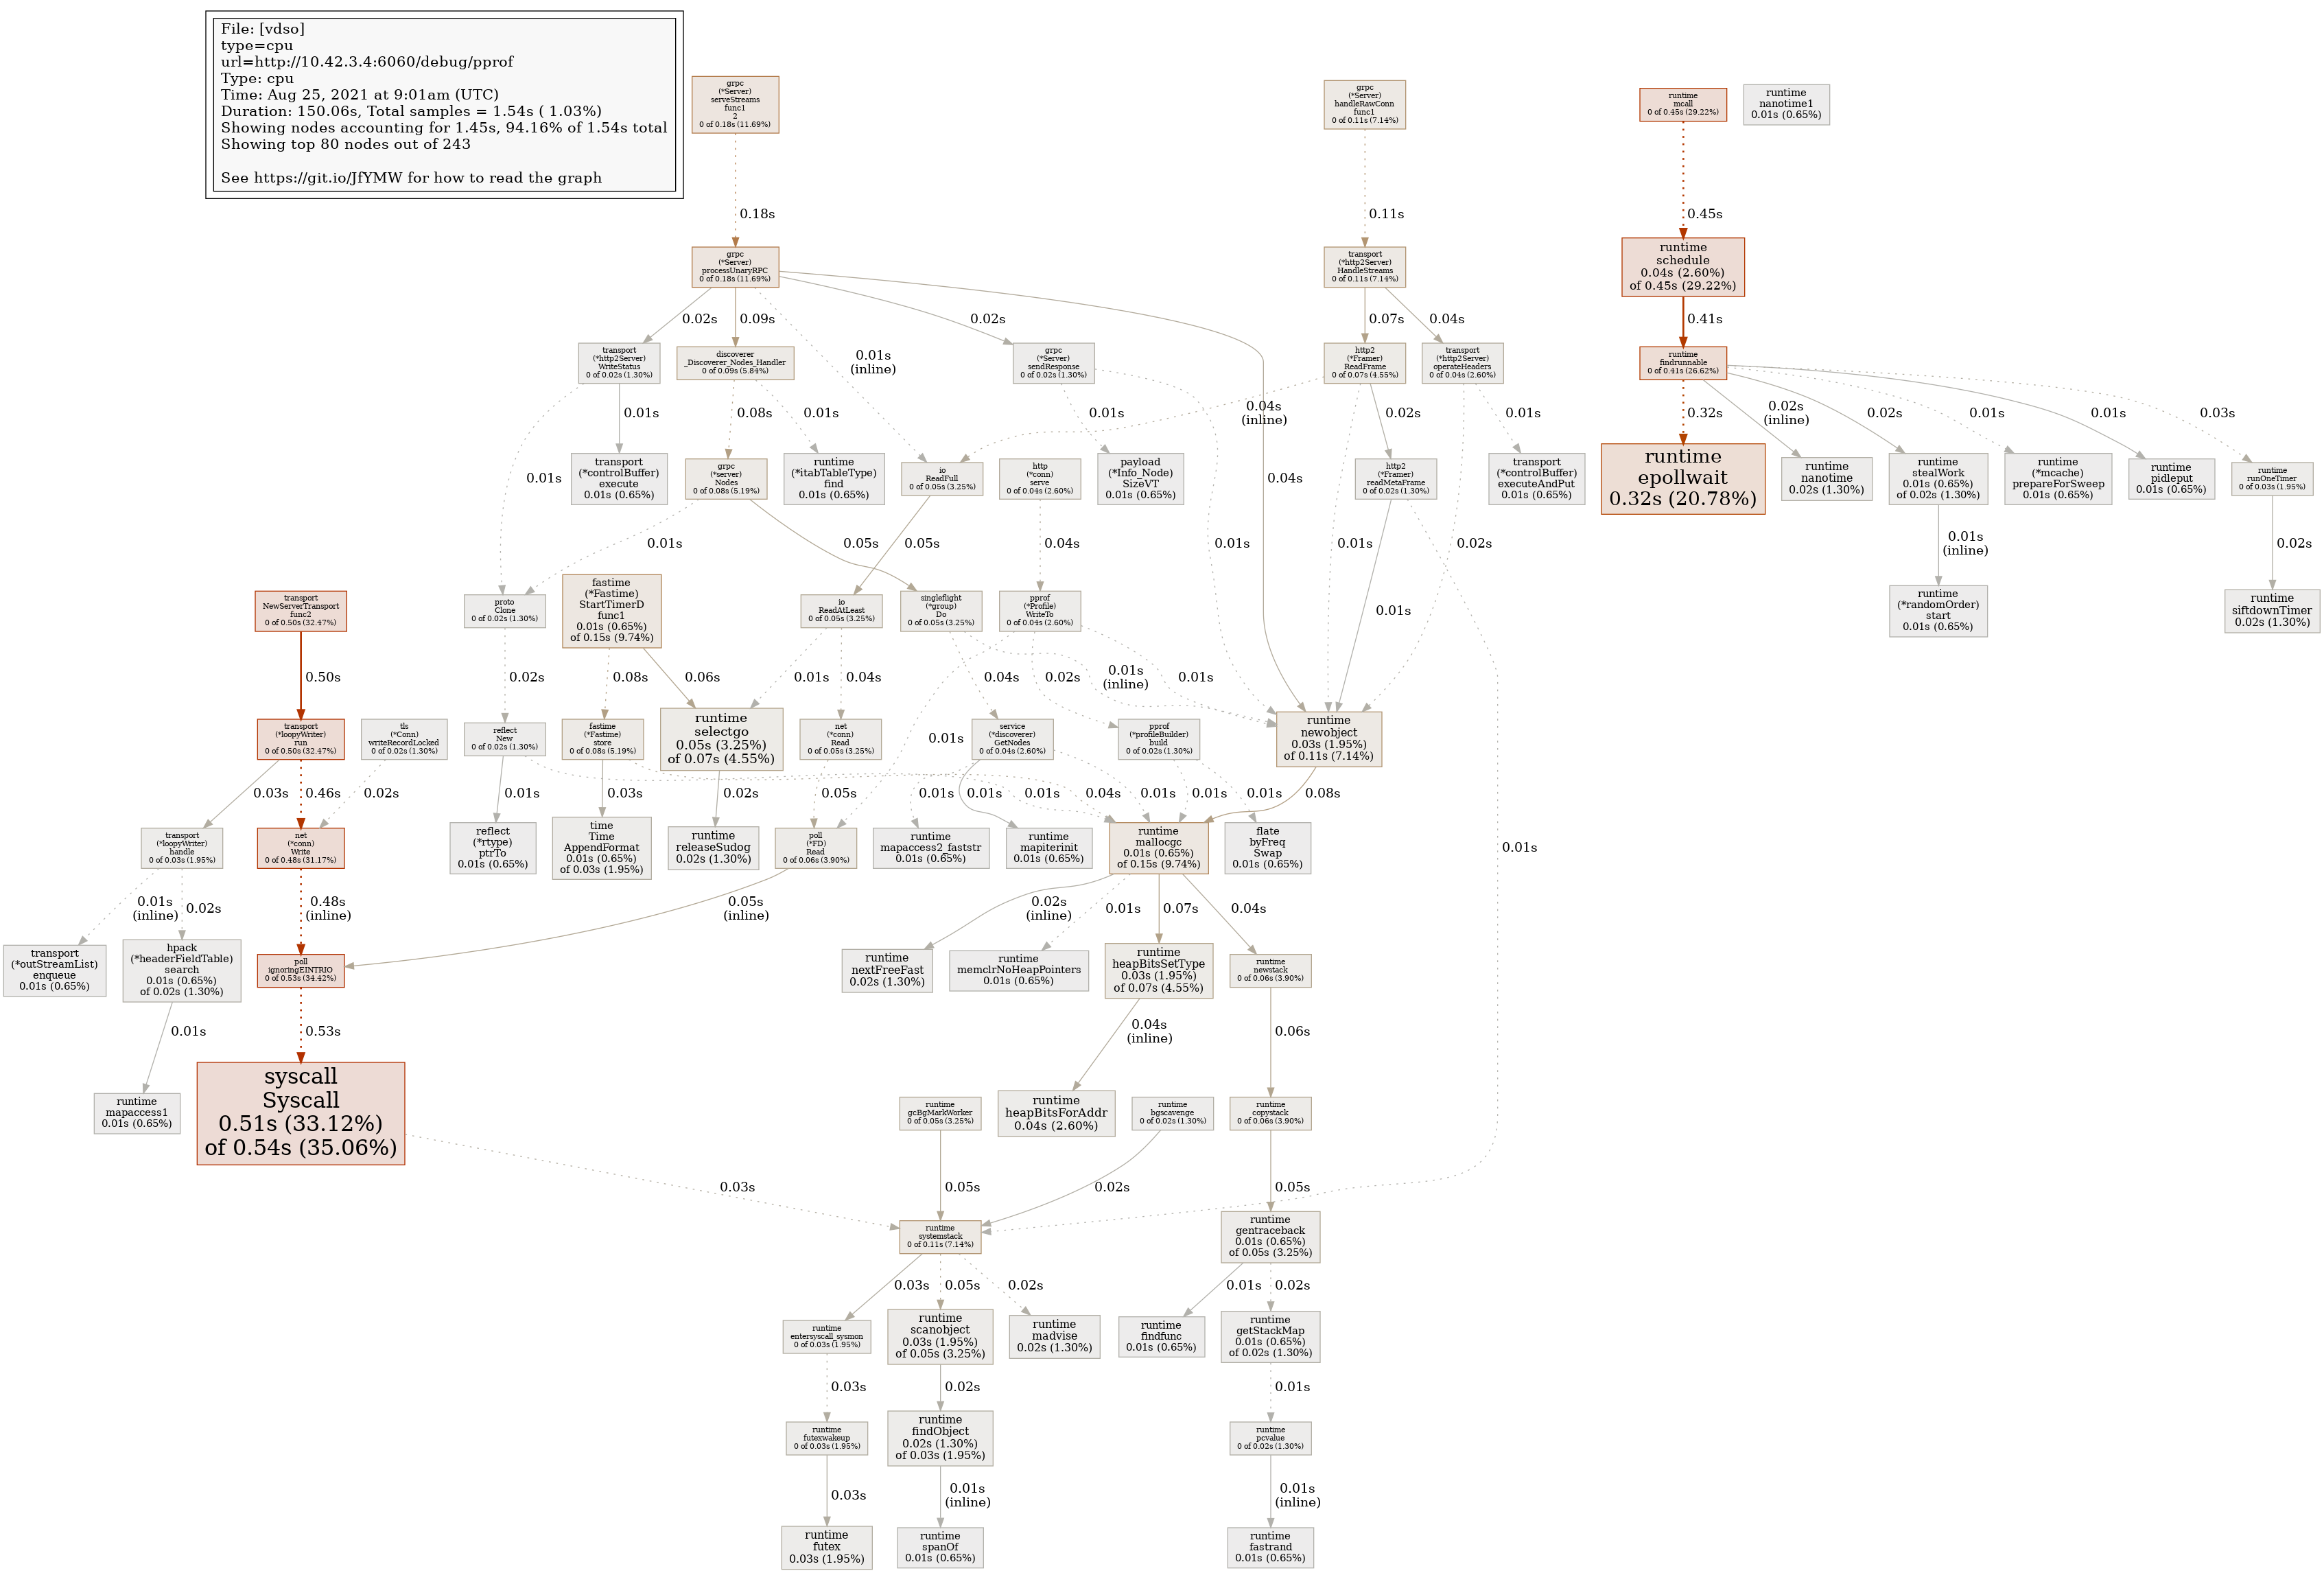 File: [vdso]
type=cpu
url=http://10.42.3.4:6060/debug/pprof
Type: cpu
Time: Aug 25, 2021 at 9:01am (UTC)
Duration: 150.06s, Total samples = 1.54s ( 1.03%)
Showing nodes accounting for 1.45s, 94.16% of 1.54s total
Showing top 80 nodes out of 243
See https://git.io/JfYMW for how to read the graph
grpc
(*Server)
serveStreams
func1
2
0 of 0.18s (11.69%)
grpc
(*Server)
handleRawConn
func1
0 of 0.11s (7.14%)
runtime
mcall
0 of 0.45s (29.22%)
runtime
nanotime1
0.01s (0.65%)
0.18s
0.11s
0.45s
grpc
(*Server)
processUnaryRPC
0 of 0.18s (11.69%)
transport
(*http2Server)
HandleStreams
0 of 0.11s (7.14%)
runtime
schedule
0.04s (2.60%)
of 0.45s (29.22%)
0.02s
0.09s
0.01s
(inline)
0.02s
0.04s
0.07s
0.04s
0.41s
transport
(*http2Server)
WriteStatus
0 of 0.02s (1.30%)
discoverer
_Discoverer_Nodes_Handler
0 of 0.09s (5.84%)
grpc
(*Server)
sendResponse
0 of 0.02s (1.30%)
http2
(*Framer)
ReadFrame
0 of 0.07s (4.55%)
transport
(*http2Server)
operateHeaders
0 of 0.04s (2.60%)
runtime
findrunnable
0 of 0.41s (26.62%)
0.01s
0.01s
0.08s
0.01s
0.01s
0.01s
0.04s
(inline)
0.01s
0.02s
0.02s
0.01s
0.32s
0.02s
(inline)
0.02s
0.01s
0.01s
0.03s
transport
(*controlBuffer)
execute
0.01s (0.65%)
grpc
(*server)
Nodes
0 of 0.08s (5.19%)
runtime
(*itabTableType)
find
0.01s (0.65%)
io
ReadFull
0 of 0.05s (3.25%)
http
(*conn)
serve
0 of 0.04s (2.60%)
payload
(*Info_Node)
SizeVT
0.01s (0.65%)
http2
(*Framer)
readMetaFrame
0 of 0.02s (1.30%)
transport
(*controlBuffer)
executeAndPut
0.01s (0.65%)
runtime
epollwait
0.32s (20.78%)
runtime
nanotime
0.02s (1.30%)
runtime
stealWork
0.01s (0.65%)
of 0.02s (1.30%)
runtime
(*mcache)
prepareForSweep
0.01s (0.65%)
runtime
pidleput
0.01s (0.65%)
runtime
runOneTimer
0 of 0.03s (1.95%)
0.01s
0.05s
0.05s
0.04s
0.01s
0.01s
0.01s
(inline)
0.02s
transport
NewServerTransport
func2
0 of 0.50s (32.47%)
proto
Clone
0 of 0.02s (1.30%)
fastime
(*Fastime)
StartTimerD
func1
0.01s (0.65%)
of 0.15s (9.74%)
io
ReadAtLeast
0 of 0.05s (3.25%)
singleflight
(*group)
Do
0 of 0.05s (3.25%)
pprof
(*Profile)
WriteTo
0 of 0.04s (2.60%)
runtime
(*randomOrder)
start
0.01s (0.65%)
runtime
siftdownTimer
0.02s (1.30%)
0.50s
0.02s
0.08s
0.06s
0.01s
0.04s
0.04s
0.01s
(inline)
0.01s
0.02s
0.01s
transport
(*loopyWriter)
run
0 of 0.50s (32.47%)
tls
(*Conn)
writeRecordLocked
0 of 0.02s (1.30%)
reflect
New
0 of 0.02s (1.30%)
fastime
(*Fastime)
store
0 of 0.08s (5.19%)
runtime
selectgo
0.05s (3.25%)
of 0.07s (4.55%)
net
(*conn)
Read
0 of 0.05s (3.25%)
service
(*discoverer)
GetNodes
0 of 0.04s (2.60%)
pprof
(*profileBuilder)
build
0 of 0.02s (1.30%)
runtime
newobject
0.03s (1.95%)
of 0.11s (7.14%)
0.03s
0.46s
0.02s
0.01s
0.01s
0.03s
0.04s
0.02s
0.05s
0.01s
0.01s
0.01s
0.01s
0.01s
0.08s
transport
(*loopyWriter)
handle
0 of 0.03s (1.95%)
net
(*conn)
Write
0 of 0.48s (31.17%)
reflect
(*rtype)
ptrTo
0.01s (0.65%)
time
Time
AppendFormat
0.01s (0.65%)
of 0.03s (1.95%)
runtime
releaseSudog
0.02s (1.30%)
poll
(*FD)
Read
0 of 0.06s (3.90%)
runtime
mapaccess2_faststr
0.01s (0.65%)
runtime
mapiterinit
0.01s (0.65%)
runtime
mallocgc
0.01s (0.65%)
of 0.15s (9.74%)
flate
byFreq
Swap
0.01s (0.65%)
0.01s
(inline)
0.02s
0.48s
(inline)
0.05s
(inline)
0.02s
(inline)
0.01s
0.07s
0.04s
transport
(*outStreamList)
enqueue
0.01s (0.65%)
hpack
(*headerFieldTable)
search
0.01s (0.65%)
of 0.02s (1.30%)
poll
ignoringEINTRIO
0 of 0.53s (34.42%)
runtime
nextFreeFast
0.02s (1.30%)
runtime
memclrNoHeapPointers
0.01s (0.65%)
runtime
heapBitsSetType
0.03s (1.95%)
of 0.07s (4.55%)
runtime
newstack
0 of 0.06s (3.90%)
0.01s
0.53s
0.04s
(inline)
0.06s
runtime
mapaccess1
0.01s (0.65%)
syscall
Syscall
0.51s (33.12%)
of 0.54s (35.06%)
runtime
gcBgMarkWorker
0 of 0.05s (3.25%)
runtime
heapBitsForAddr
0.04s (2.60%)
runtime
bgscavenge
0 of 0.02s (1.30%)
runtime
copystack
0 of 0.06s (3.90%)
0.03s
0.05s
0.02s
0.05s
runtime
systemstack
0 of 0.11s (7.14%)
runtime
gentraceback
0.01s (0.65%)
of 0.05s (3.25%)
0.03s
0.05s
0.02s
0.01s
0.02s
runtime
entersyscall_sysmon
0 of 0.03s (1.95%)
runtime
scanobject
0.03s (1.95%)
of 0.05s (3.25%)
runtime
madvise
0.02s (1.30%)
runtime
findfunc
0.01s (0.65%)
runtime
getStackMap
0.01s (0.65%)
of 0.02s (1.30%)
0.03s
0.02s
0.01s
runtime
futexwakeup
0 of 0.03s (1.95%)
runtime
findObject
0.02s (1.30%)
of 0.03s (1.95%)
runtime
pcvalue
0 of 0.02s (1.30%)
0.03s
0.01s
(inline)
0.01s
(inline)
runtime
futex
0.03s (1.95%)
runtime
spanOf
0.01s (0.65%)
runtime
fastrand
0.01s (0.65%)